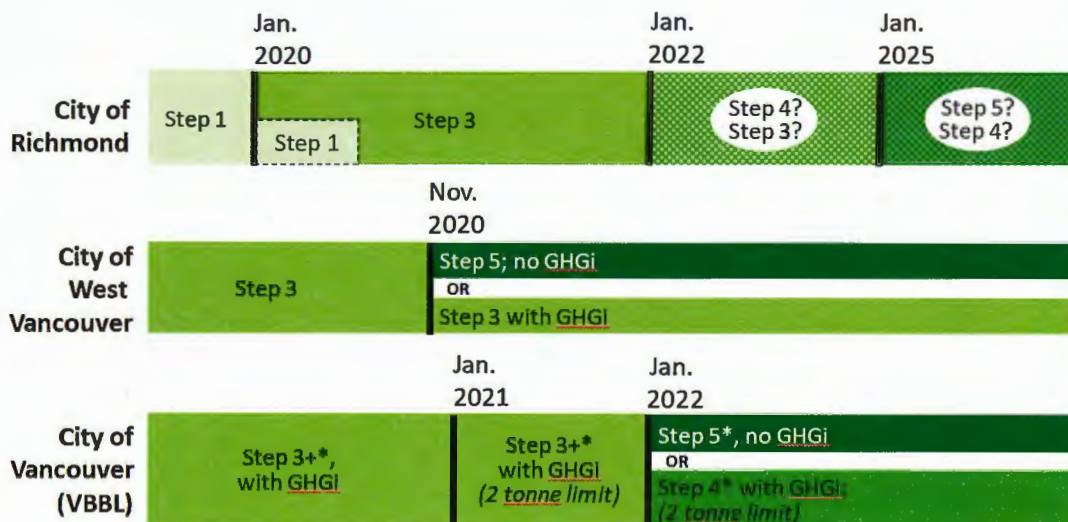 Jan.
2020
Jan.
2022
Jan.
2025
City of
Richmond
Step 1
Step 1
Step 3
Step 4?
Step 3?
Step 5?
Step 4?
Nov.
2020
City of
West
Vancouver
Step 3
Step 5; no GHGi
OR
Step 3 with GHGi
Jan.
2021
Jan.
2022
City of
Vancouver
(VBBL)
Step 3+*,
with GHGi
Step 3+*
with GHGi
(2 tonne limit)
Step 5*, no GHGi
OR
Step 4* with GHGi;
(2 tonne limit)